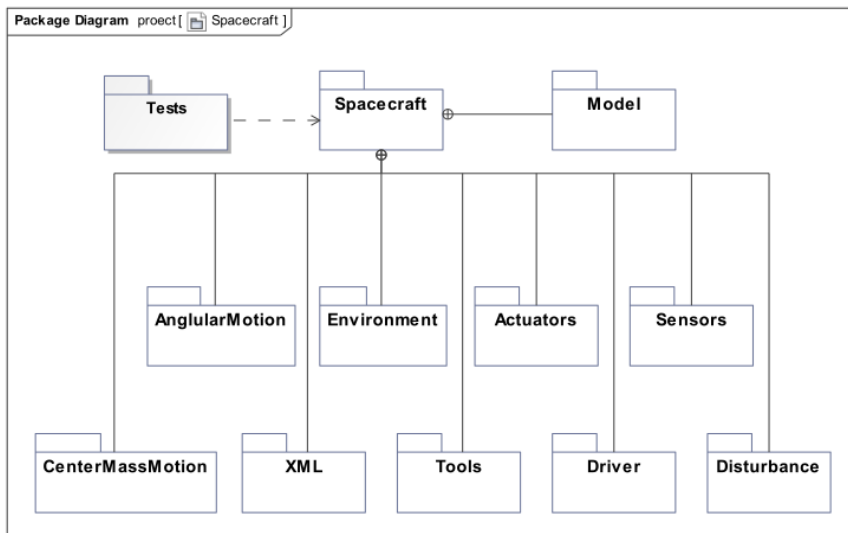 Package Diagram proect [ Spacecraft ]
Tests
Spacecraft
Model
AnglularMotion
Environment
Actuators
Sensors
CenterMassMotion
XML
Tools
Driver
Disturbance